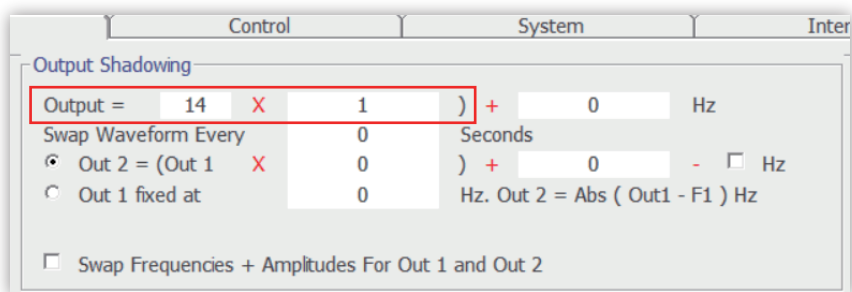 Control System Inter
Output Shadowing
Output = 14 X 1 ) + 0 Hz
Swap Waveform Every 0 Seconds
Out 2 = (Out 1 X 0 ) + 0 - Hz
Out 1 fixed at 0 Hz. Out 2 = Abs ( Out1 - F1 ) Hz
Swap Frequencies + Amplitudes For Out 1 and Out 2